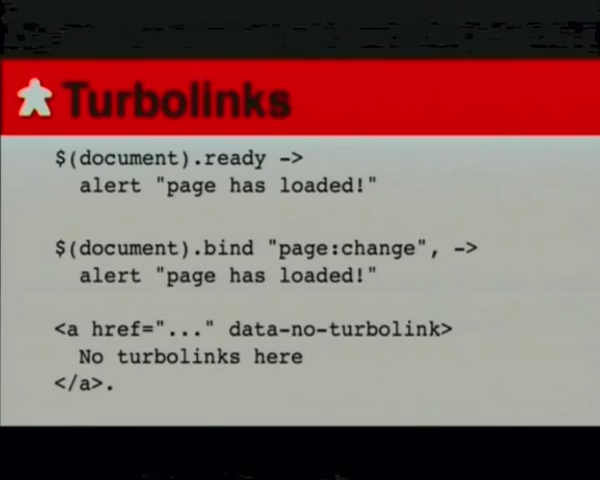 Turbolinks
$(document).ready ->
alert "page has loaded!"
$(document).bind "page:change", ->
alert "page has loaded!"
<a href="..." data-no-turbolink>
No turbolinks here
</a>.